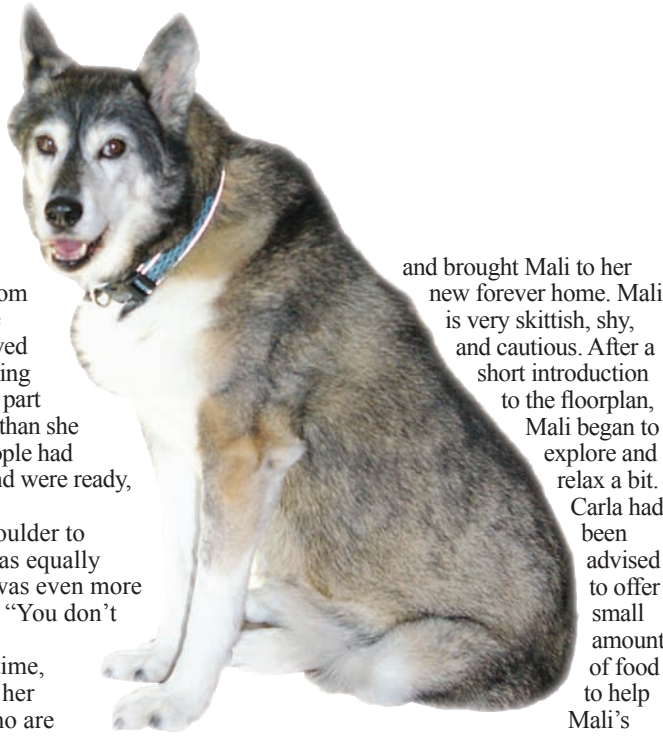 om
ved
ing
part
than she
ople had
nd were ready,
oulder to
as equally
was even more
“You don’t
time,
her
ho are
and brought Mali to her
new forever home. Mali
is very skittish, shy,
and cautious. After a
short introduction
to the floorplan,
Mali began to
explore and
relax a bit.
Carla had
been
advised
to offer
small
amount
of food
to help
Mali’s